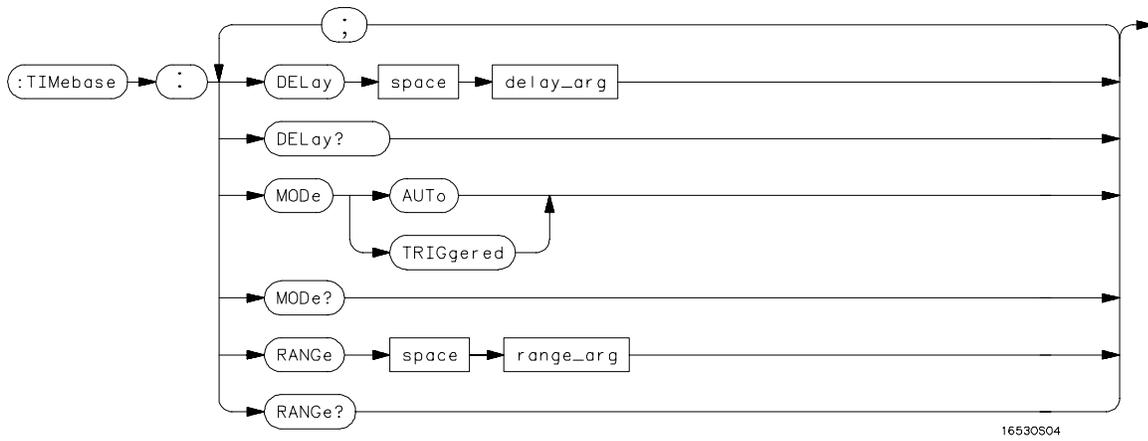 ;
:TIMebase : DELay space delay_arg
DELay?
MODe AUTo
TRIGgered
MODe?
RANGe space range_arg
RANGe?
16530S04